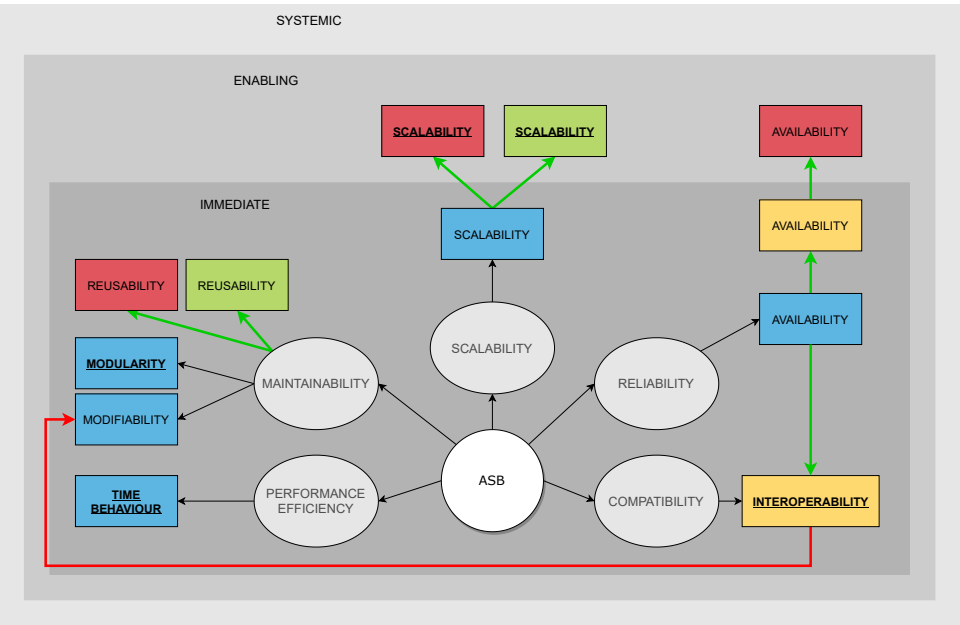 SYSTEMIC
ENABLING
SCALABILITY
SCALABILITY
AVAILABILITY
IMMEDIATE
SCALABILITY
AVAILABILITY
REUSABILITY
REUSABILITY
AVAILABILITY
SCALABILITY
MODULARITY
MAINTAINABILITY
RELIABILITY
MODIFIABILITY
TIME
BEHAVIOUR
PERFORMANCE
EFFICIENCY
ASB
COMPATIBILITY
INTEROPERABILITY